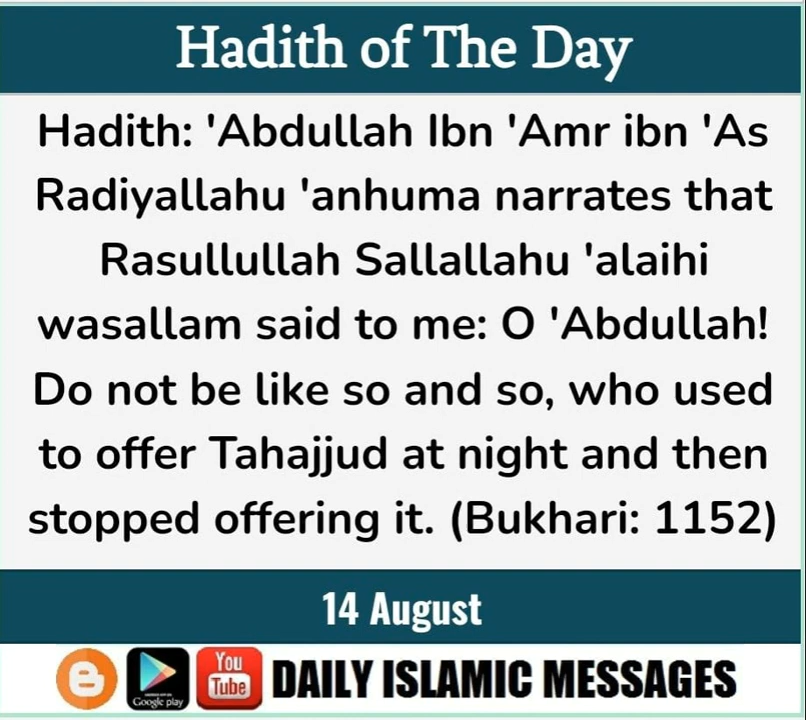 Hadith of The Day
Hadith: 'Abdullah Ibn 'Amr ibn 'As
Radiyallahu 'anhuma narrates that
Rasullullah Sallallahu 'alaihi
wasallam said to me: O 'Abdullah!
Do not be like so and so, who used
to offer Tahajjud at night and then
stopped offering it. (Bukhari: 1152)
14 August
Google play
You
Tube
DAILY ISLAMIC MESSAGES